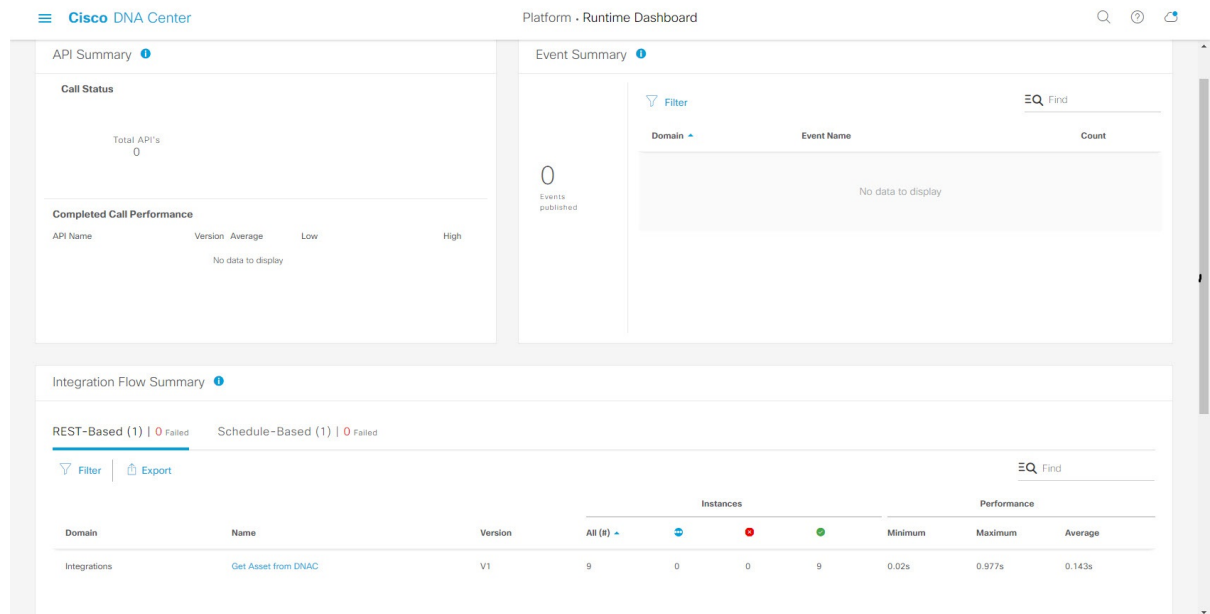 Cisco DNA Center
Platform • Runtime Dashboard
API Summary
Call Status
Total API's
0
Completed Call Performance
API Name Version Average Low High
No data to display
Event Summary
0
Events
published
Filter
Find
Domain Event Name Count
No data to display
Integration Flow Summary
REST-Based (1) | 0 Failed Schedule-Based (1) | 0 Failed
Filter Export Find
Instances Performance
Domain Name Version All (#) Minimum Maximum Average
Integrations Get Asset from DNAC V1 9 0 0 9 0.02s 0.977s 0.143s